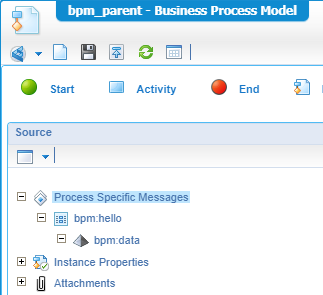 bpm_parent - Business Process Model
Start Activity End
Source
Process Specific Messages
bpm:hello
bpm:data
Instance Properties
Attachments